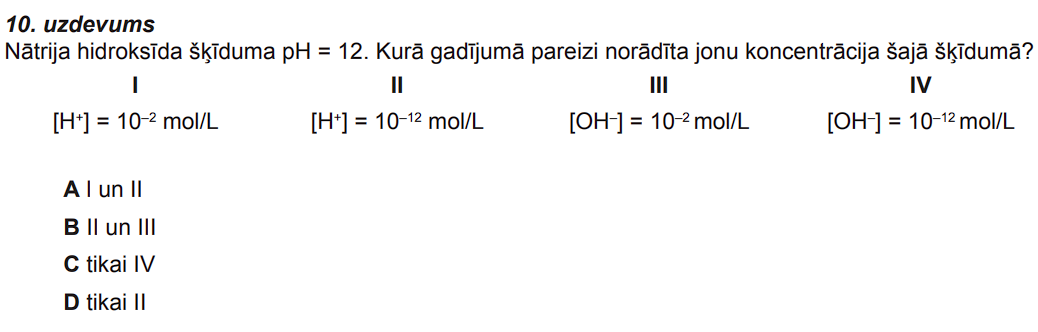 10. uzdevums
Nātrija hidroksīda šķīduma pH = 12. Kurā gadījumā pareizi norādīta jonu koncentrācija šajā šķīdumā?
I II III IV
[H⁺] = 10⁻² mol/L [H⁺] = 10⁻¹² mol/L [OH⁻] = 10⁻² mol/L [OH⁻] = 10⁻¹² mol/L
A I un II
B II un III
C tikai IV
D tikai II